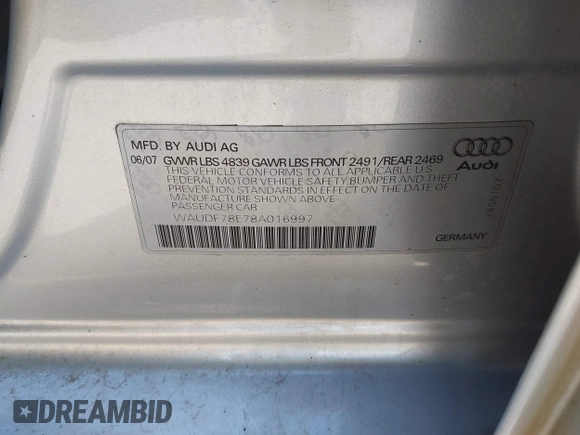 MFD. BY AUDI AG
06/07 GVWR LBS 4839 GAWR LBS FRONT 2491/REAR 2469
THIS VEHICLE CONFORMS TO ALL APPLICABLE U.S.
FEDERAL MOTOR VEHICLE SAFETY BUMPER AND THEFT
PREVENTION STANDARDS IN EFFECT ON THE DATE OF
MANUFACTURE SHOWN ABOVE
PASSENGER CAR
WAUDF78E78A016997
Audi
2456107
GERMANY
DREAMBID